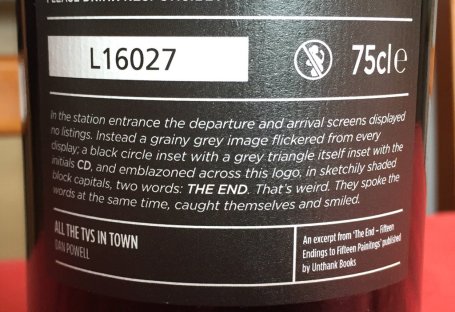 PLEASE DRINK RESPONSIBLY
L16027
75cl e
In the station entrance the departure and arrival screens displayed
no listings. Instead a grainy grey image flickered from every
display; a black circle inset with a grey triangle itself inset with the
initials CD, and emblazoned across this logo, in sketchily shaded
block capitals, two words: THE END. That's weird. They spoke the
words at the same time, caught themselves and smiled.
ALL THE TVS IN TOWN
DAN POWELL
An excerpt from 'The End – Fifteen
Endings to Fifteen Painitings' published
by Unthank Books